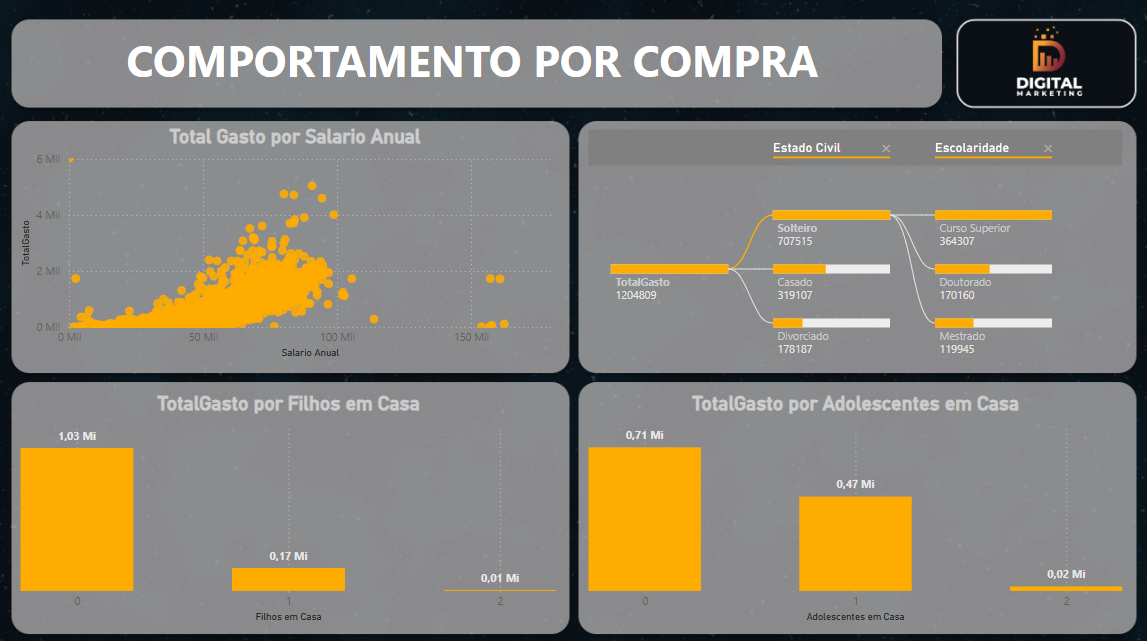 COMPORTAMENTO POR COMPRA
DIGITAL
MARKETING
Total Gasto por Salario Anual
6 Mil
4 Mil
2 Mil
0 Mil
TotalGasto
0 Mil
50 Mil
100 Mil
150 Mil
Salario Anual
Estado Civil
Escolaridade
TotalGasto
1204809
Solteiro
707515
Casado
319107
Divorciado
178187
Curso Superior
364307
Doutorado
170160
Mestrado
119945
TotalGasto por Filhos em Casa
1,03 Mi
0,17 Mi
0,01 Mi
0
1
2
Filhos em Casa
TotalGasto por Adolescentes em Casa
0,71 Mi
0,47 Mi
0,02 Mi
0
1
2
Adolescentes em Casa